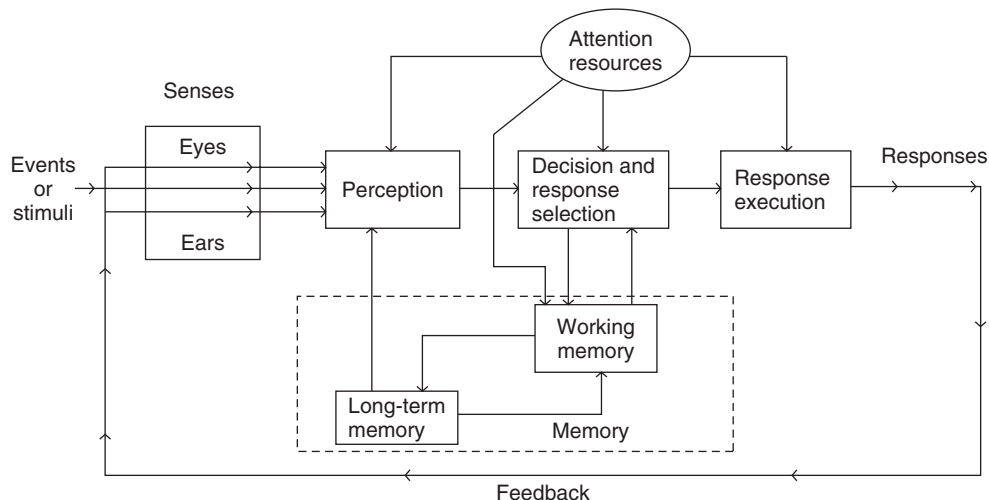 Attention
resources
Senses
Eyes
Events
or
stimuli
Ears
Perception
Decision and
response
selection
Response
execution
Responses
Working
memory
Long-term
memory
Memory
Feedback